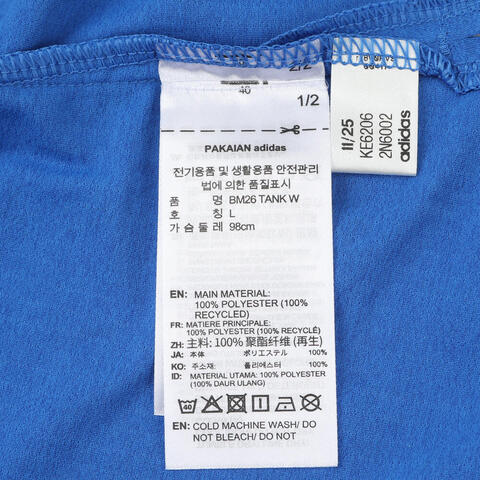 40
1/2
PAKAIAN adidas
전기용품 및 생활용품 안전관리
법에 의한 품질표시
품 명 BM26 TANK W
호 칭 L
가 슴 둘 레 98cm
EN: MAIN MATERIAL:
100% POLYESTER (100%
RECYCLED)
FR: MATIERE PRINCIPALE:
100% POLYESTER (100% RECYCLÉ)
ZH: 主料: 100% 聚酯纤维 (再生)
JA: 本体 ポリエステル 100%
KO: 주소재: 폴리에스터 100%
ID: MATERIAL UTAMA: 100% POLYESTER
(100% DAUR ULANG)
40
EN: COLD MACHINE WASH/ DO
NOT BLEACH/ DO NOT
II/25
KE6206
2N6002
adidas